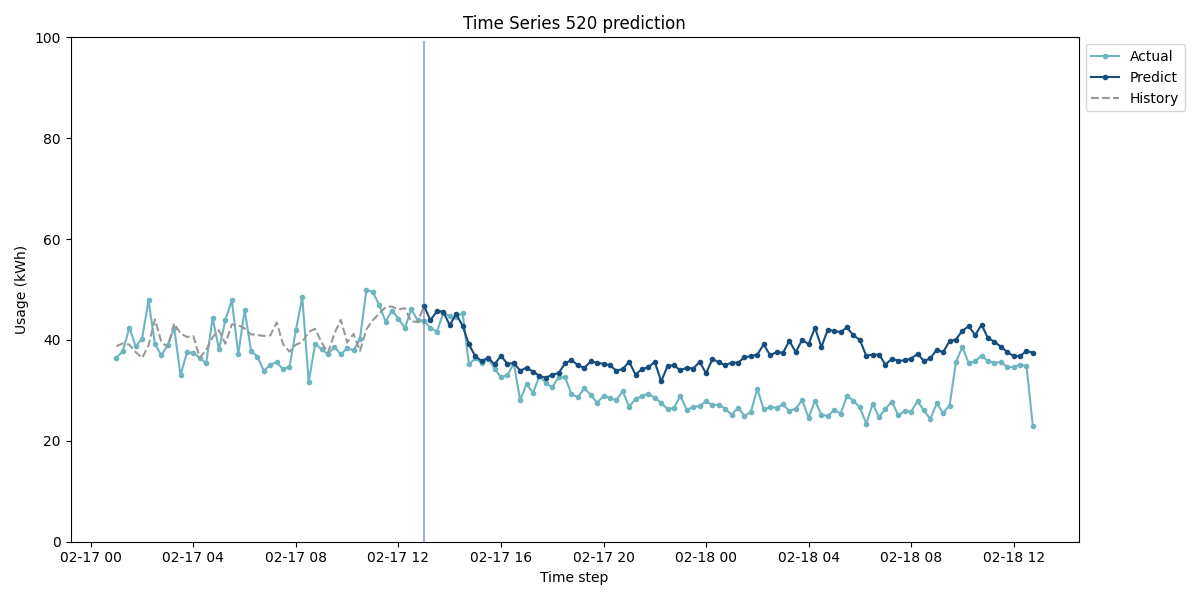 Time Series 520 prediction
Usage (kWh)
100
80
60
40
20
0
02-17 00 02-17 04 02-17 08 02-17 12 02-17 16 02-17 20 02-18 00 02-18 04 02-18 08 02-18 12
Time step
Actual
Predict
History